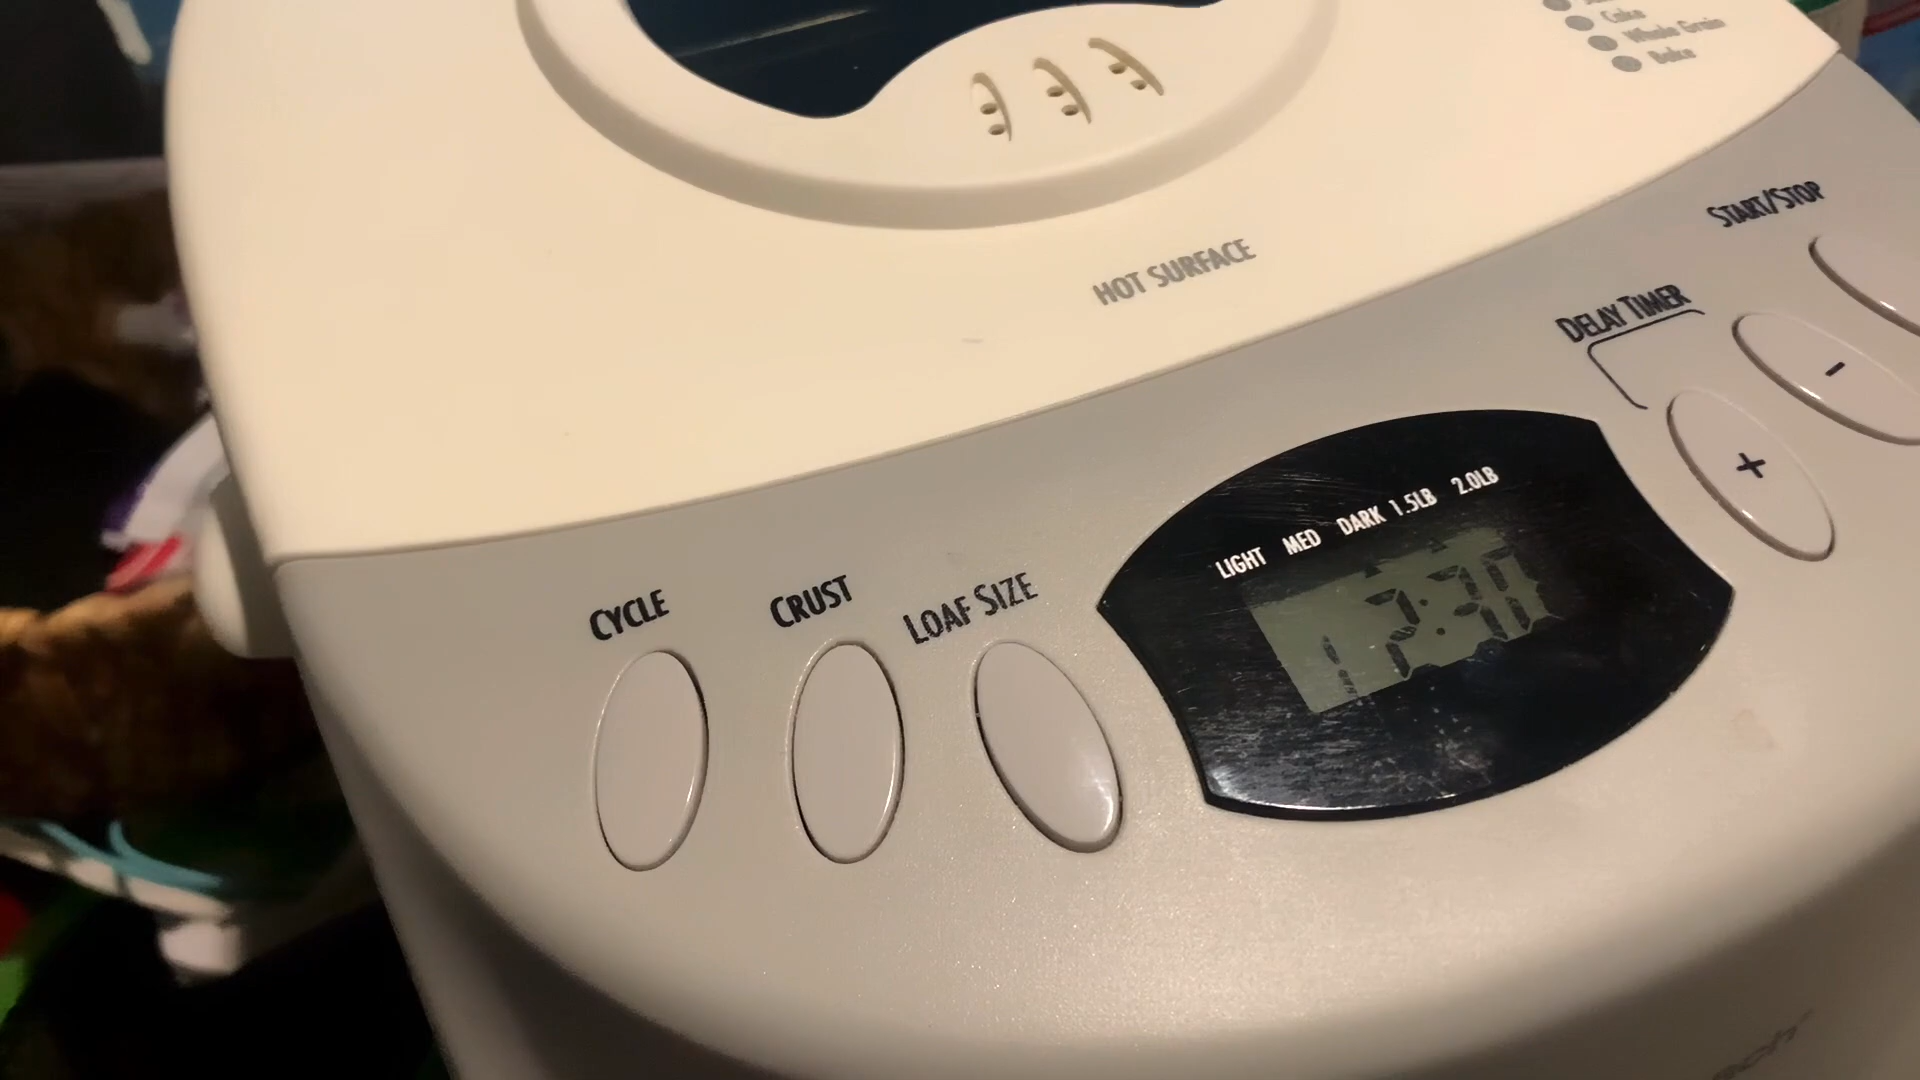 Cake
Whole Grain
Bake
HOT SURFACE
START/STOP
DELAY TIMER
-
+
LIGHT MED DARK 1.5LB 2.0LB
CYCLE
CRUST
LOAF SIZE